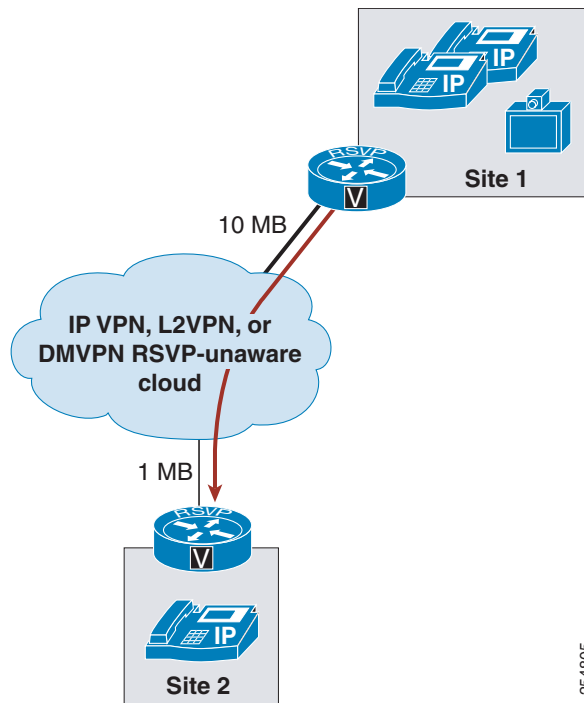 IP
IP
RSVP
V
Site 1
10 MB
IP VPN, L2VPN, or
DMVPN RSVP-unaware
cloud
1 MB
RSVP
V
IP
Site 2